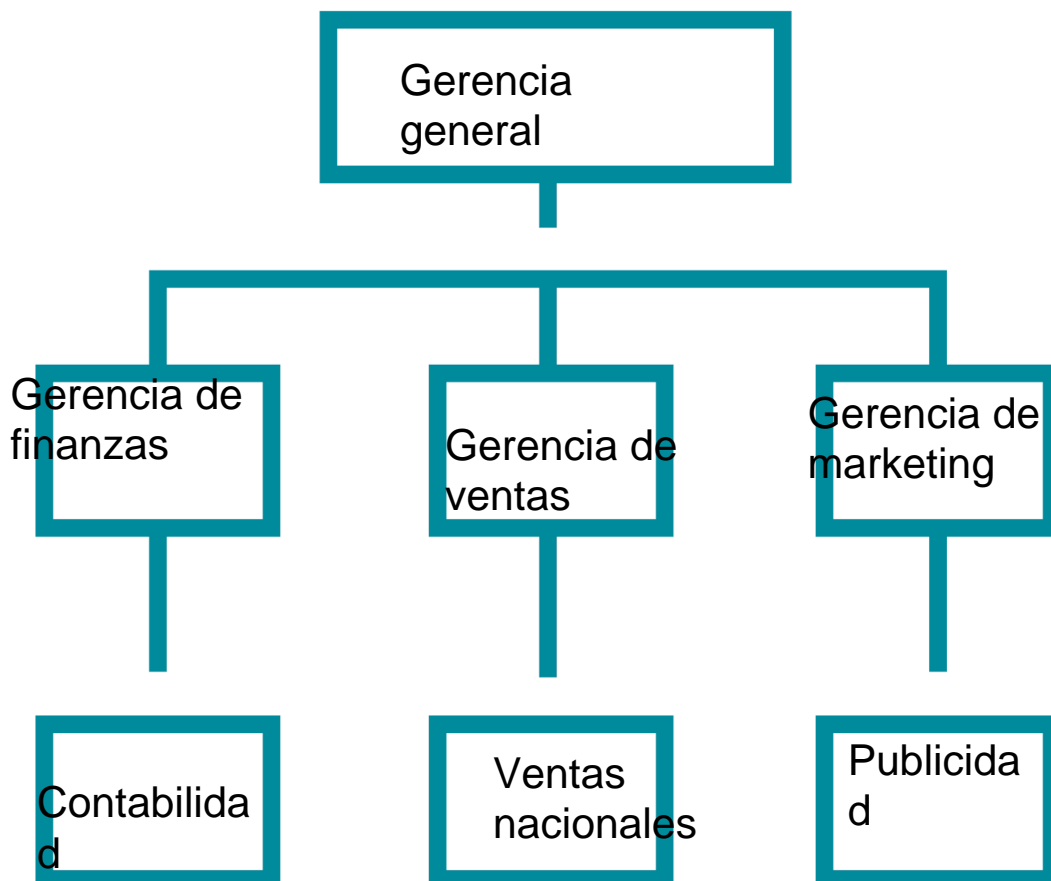 Gerencia
general
Gerencia de
finanzas
Gerencia de
ventas
Gerencia de
marketing
Contabilida
d
Ventas
nacionales
Publicida
d